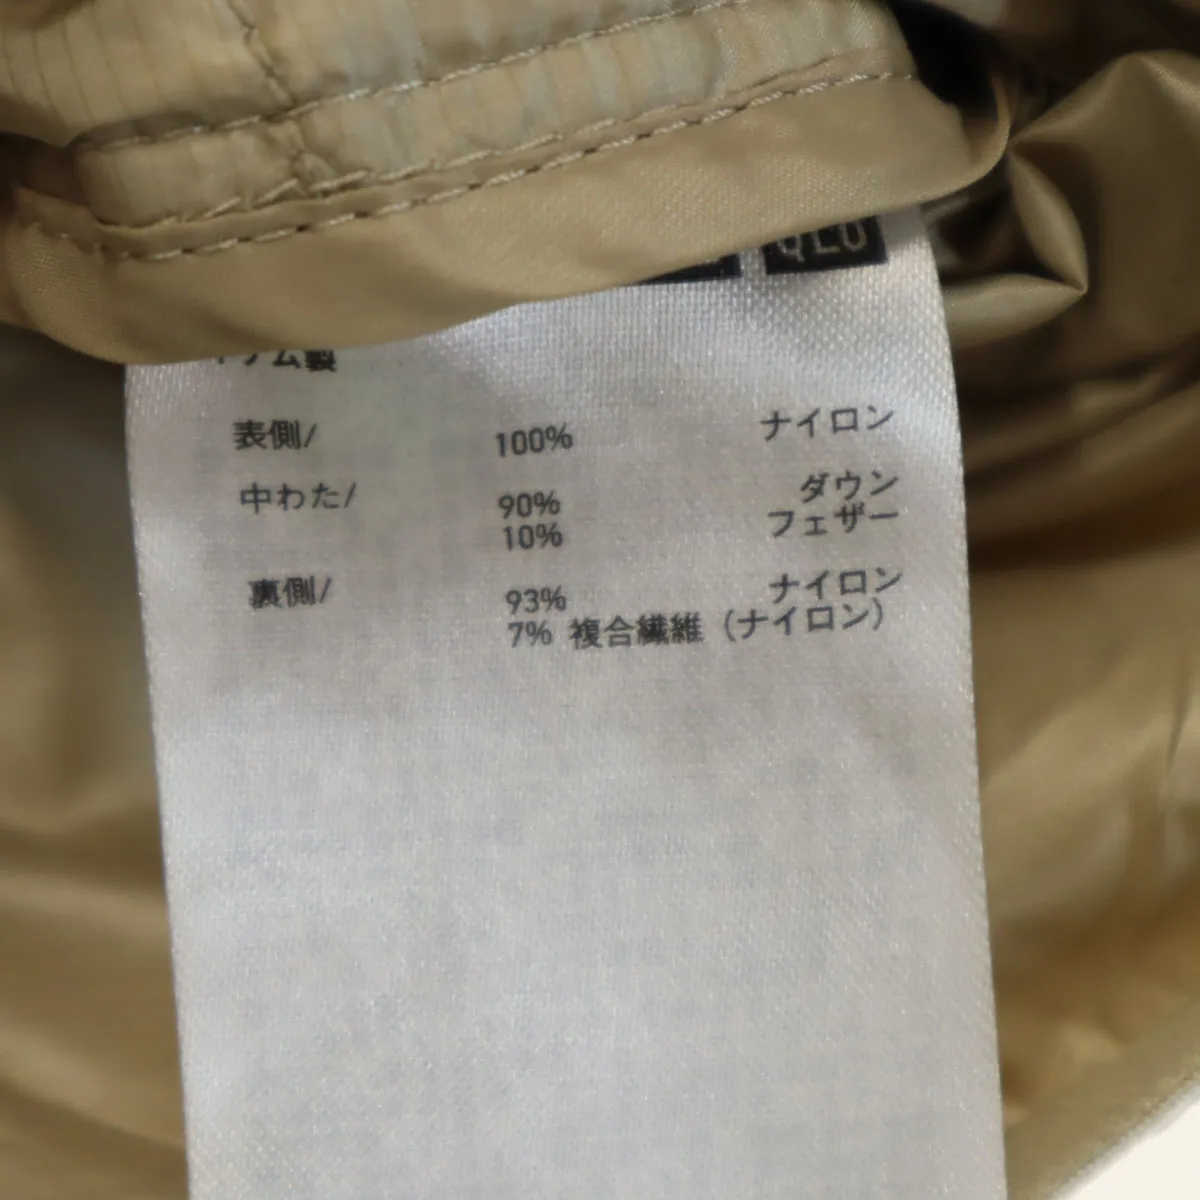 QLO
ナム製
表側/ 100% ナイロン
中わた/ 90% ダウン
10% フェザー
裏側/ 93% ナイロン
7% 複合繊維（ナイロン）